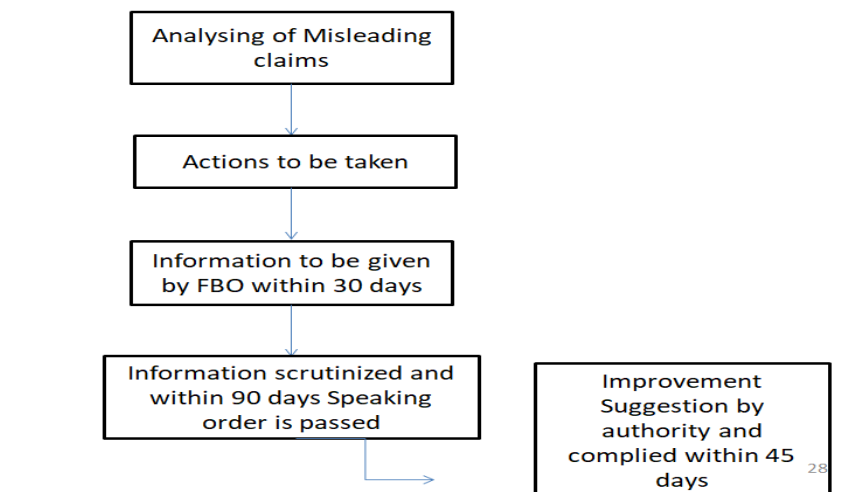 Analysing of Misleading
claims
Actions to be taken
Information to be given
by FBO within 30 days
Information scrutinized and
within 90 days Speaking
order is passed
Improvement
Suggestion by
authority and
complied within 45
days
28